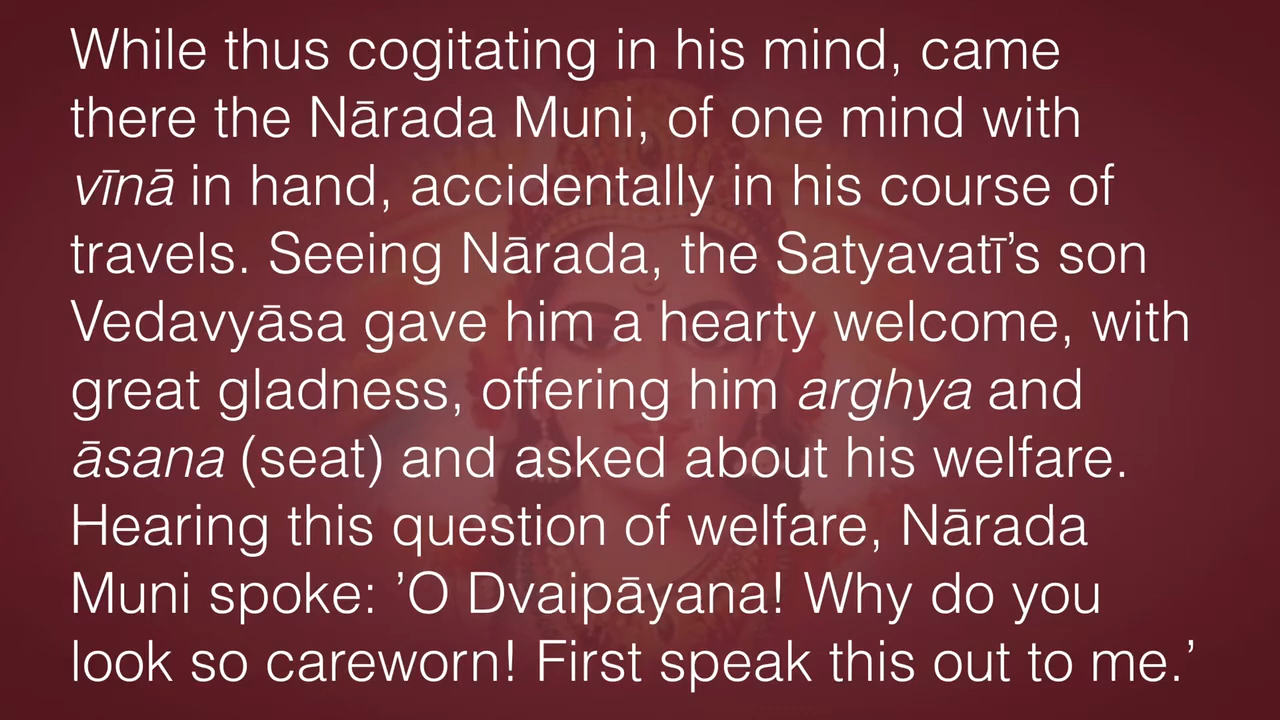 While thus cogitating in his mind, came
there the Nārada Muni, of one mind with
vīnā in hand, accidentally in his course of
travels. Seeing Nārada, the Satyavatī’s son
Vedavyāsa gave him a hearty welcome, with
great gladness, offering him arghya and
āsana (seat) and asked about his welfare.
Hearing this question of welfare, Nārada
Muni spoke: ’O Dvaipāyana! Why do you
look so careworn! First speak this out to me.’